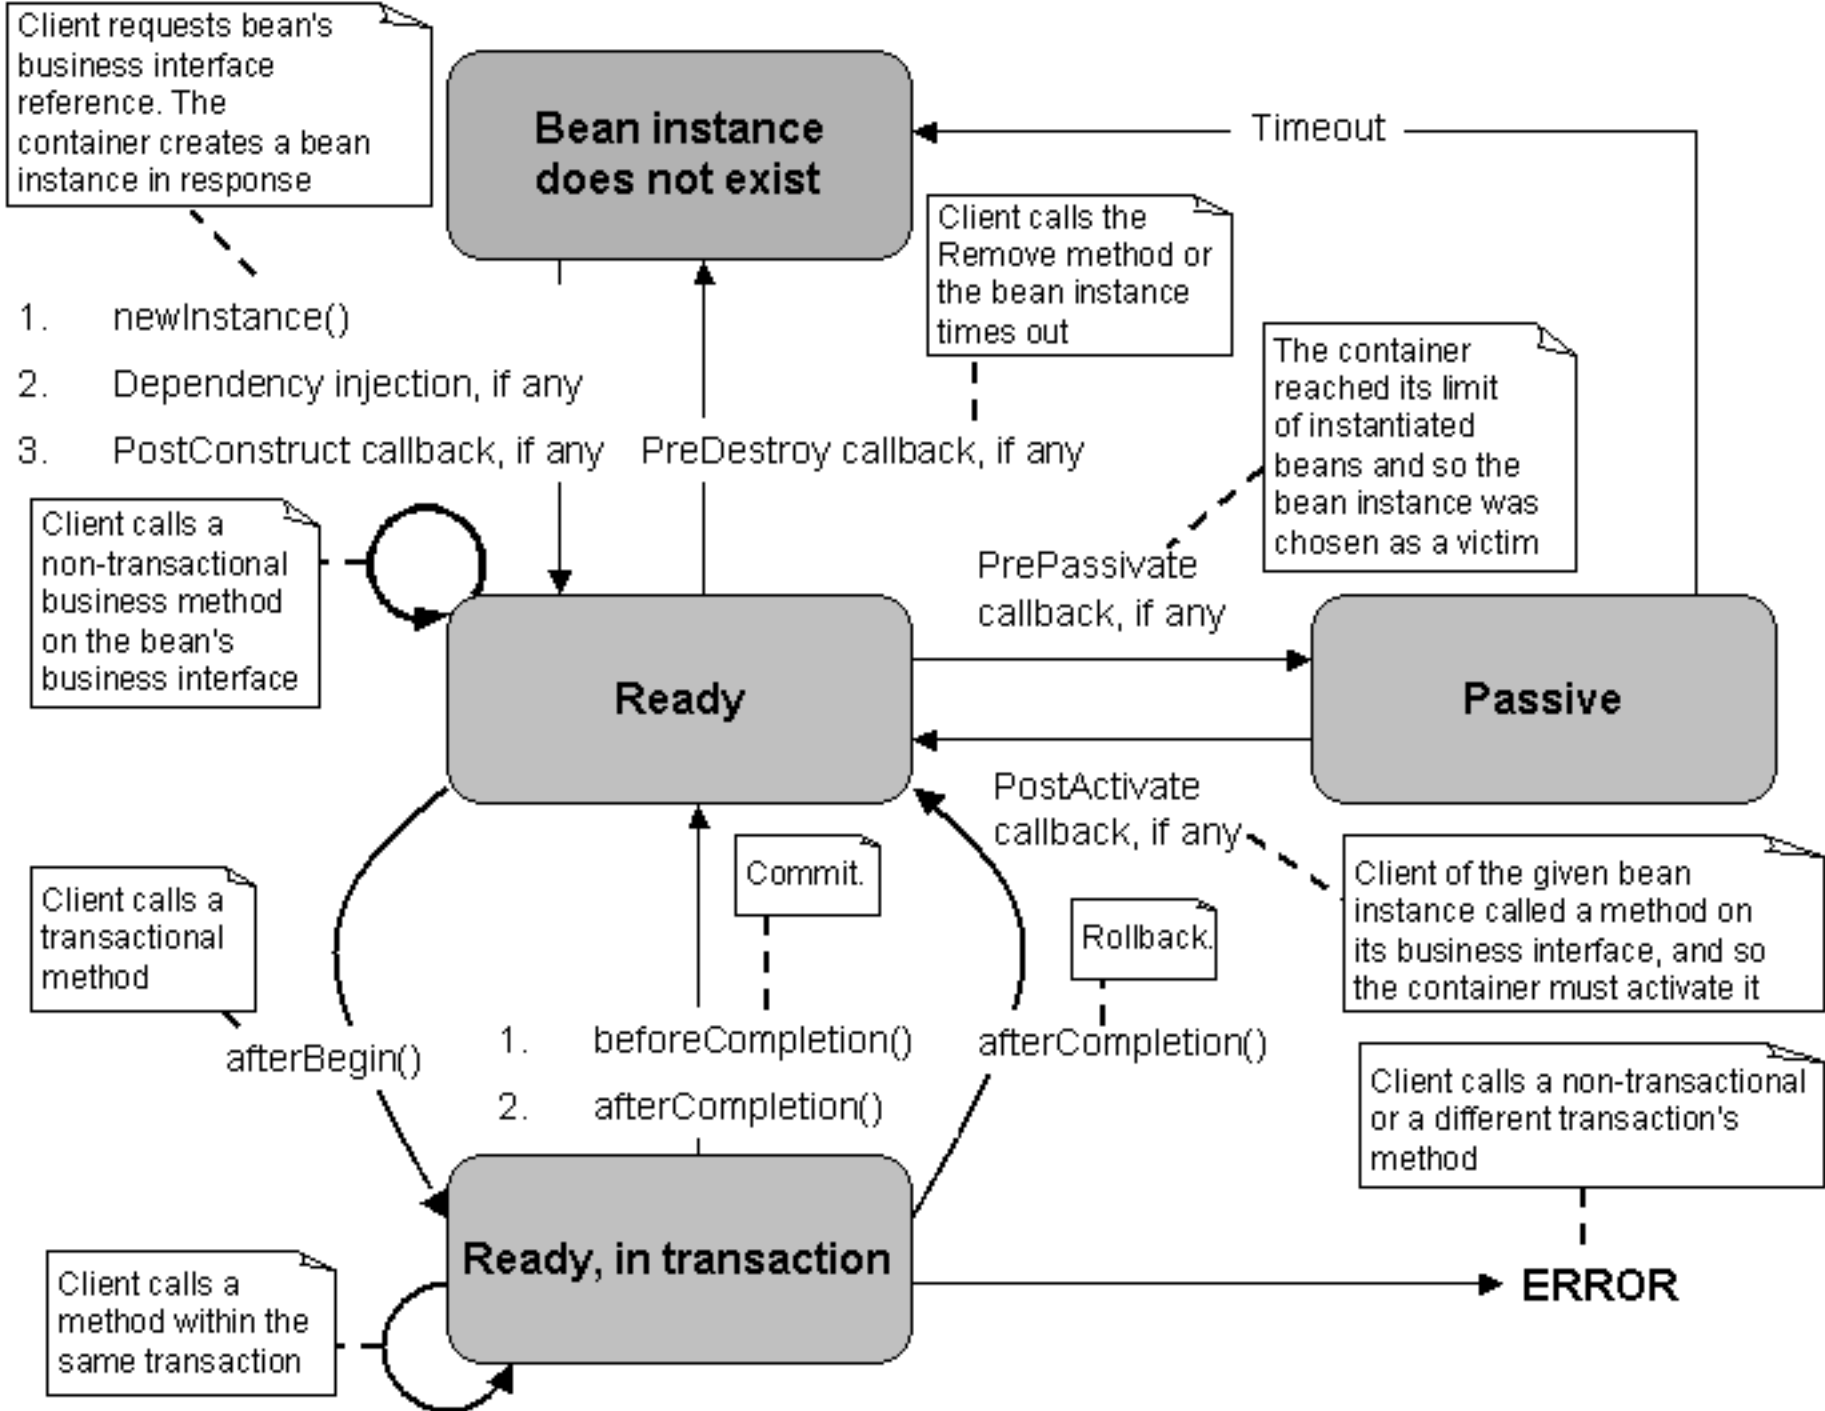 Client requests bean's
business interface
reference. The
container creates a bean
instance in response
Bean instance
does not exist
Timeout
Client calls the
Remove method or
the bean instance
times out
1. newInstance()
2. Dependency injection, if any
3. PostConstruct callback, if any
PreDestroy callback, if any
The container
reached its limit
of instantiated
beans and so the
bean instance was
chosen as a victim
Client calls a
non-transactional
business method
on the bean's
business interface
PrePassivate
callback, if any
Ready
Passive
PostActivate
callback, if any
Commit.
Rollback.
Client of the given bean
instance called a method on
its business interface, and so
the container must activate it
Client calls a
transactional
method
afterBegin()
1. beforeCompletion()
2. afterCompletion()
afterCompletion()
Client calls a non-transactional
or a different transaction's
method
Ready, in transaction
ERROR
Client calls a
method within the
same transaction